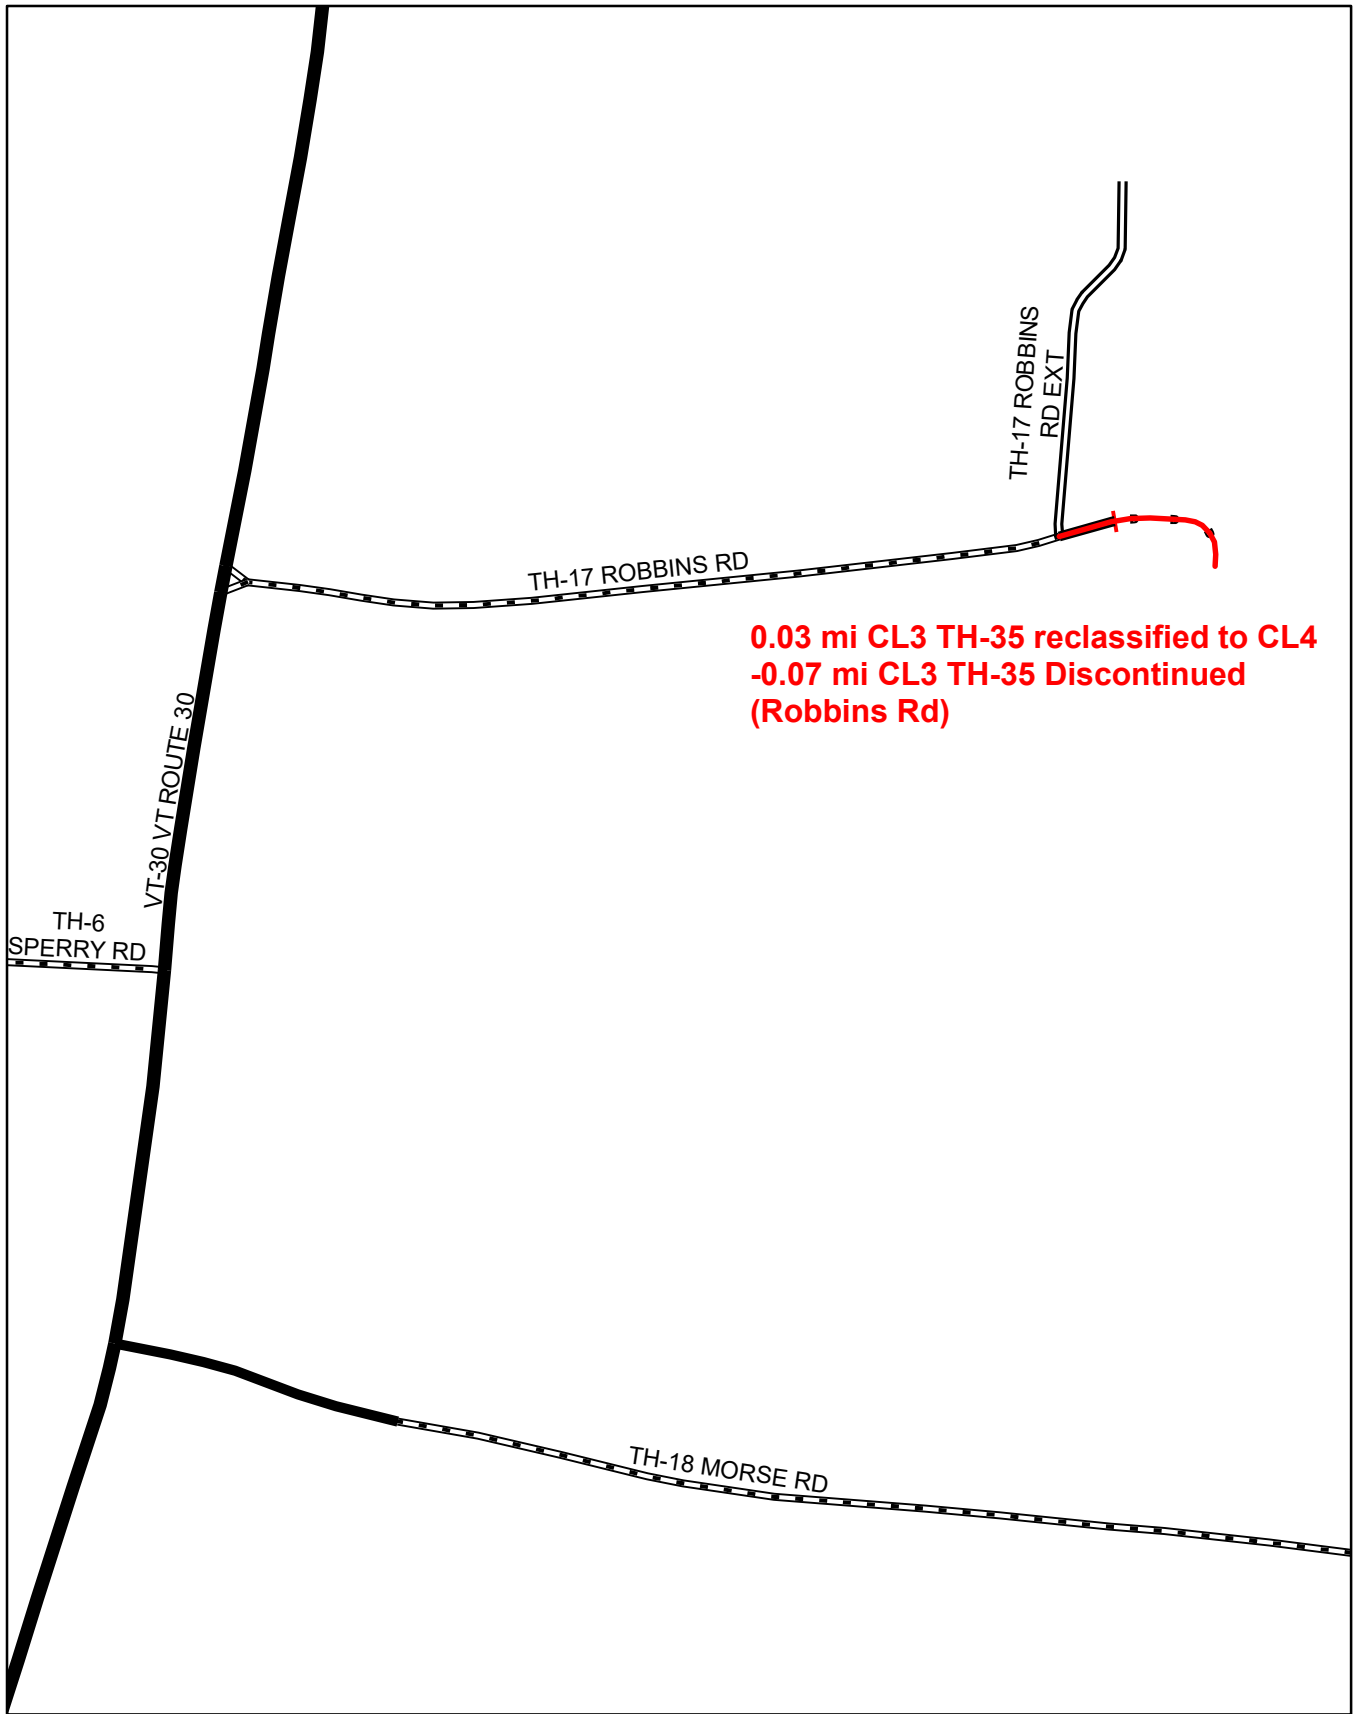 TH-17 ROBBINS
RD EXT
TH-17 ROBBINS RD
0.03 mi CL3 TH-35 reclassified to CL4
-0.07 mi CL3 TH-35 Discontinued
(Robbins Rd)
VT-30 VT ROUTE 30
TH-6
SPERRY RD
TH-18 MORSE RD